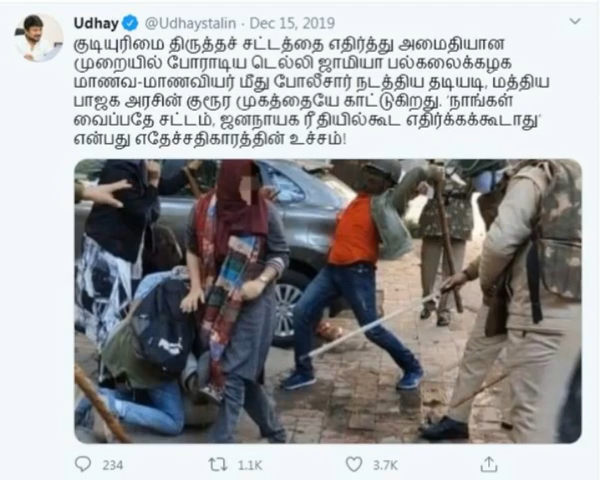 Udhay @Udhaystalin · Dec 15, 2019
குடியுரிமை திருத்தச் சட்டத்தை எதிர்த்து அமைதியான
முறையில் போராடிய டெல்லி ஜாமியா பல்கலைக்கழக
மாணவ-மாணவியர் மீது போலீசார் நடத்திய தடியடி, மத்திய
பாஜக அரசின் குரூர முகத்தையே காட்டுகிறது. 'நாங்கள்
வைப்பதே சட்டம், ஜனநாயக ரீதியில்கூட எதிர்க்கக்கூடாது'
என்பது எதேச்சதிகாரத்தின் உச்சம்!
234 1.1K 3.7K